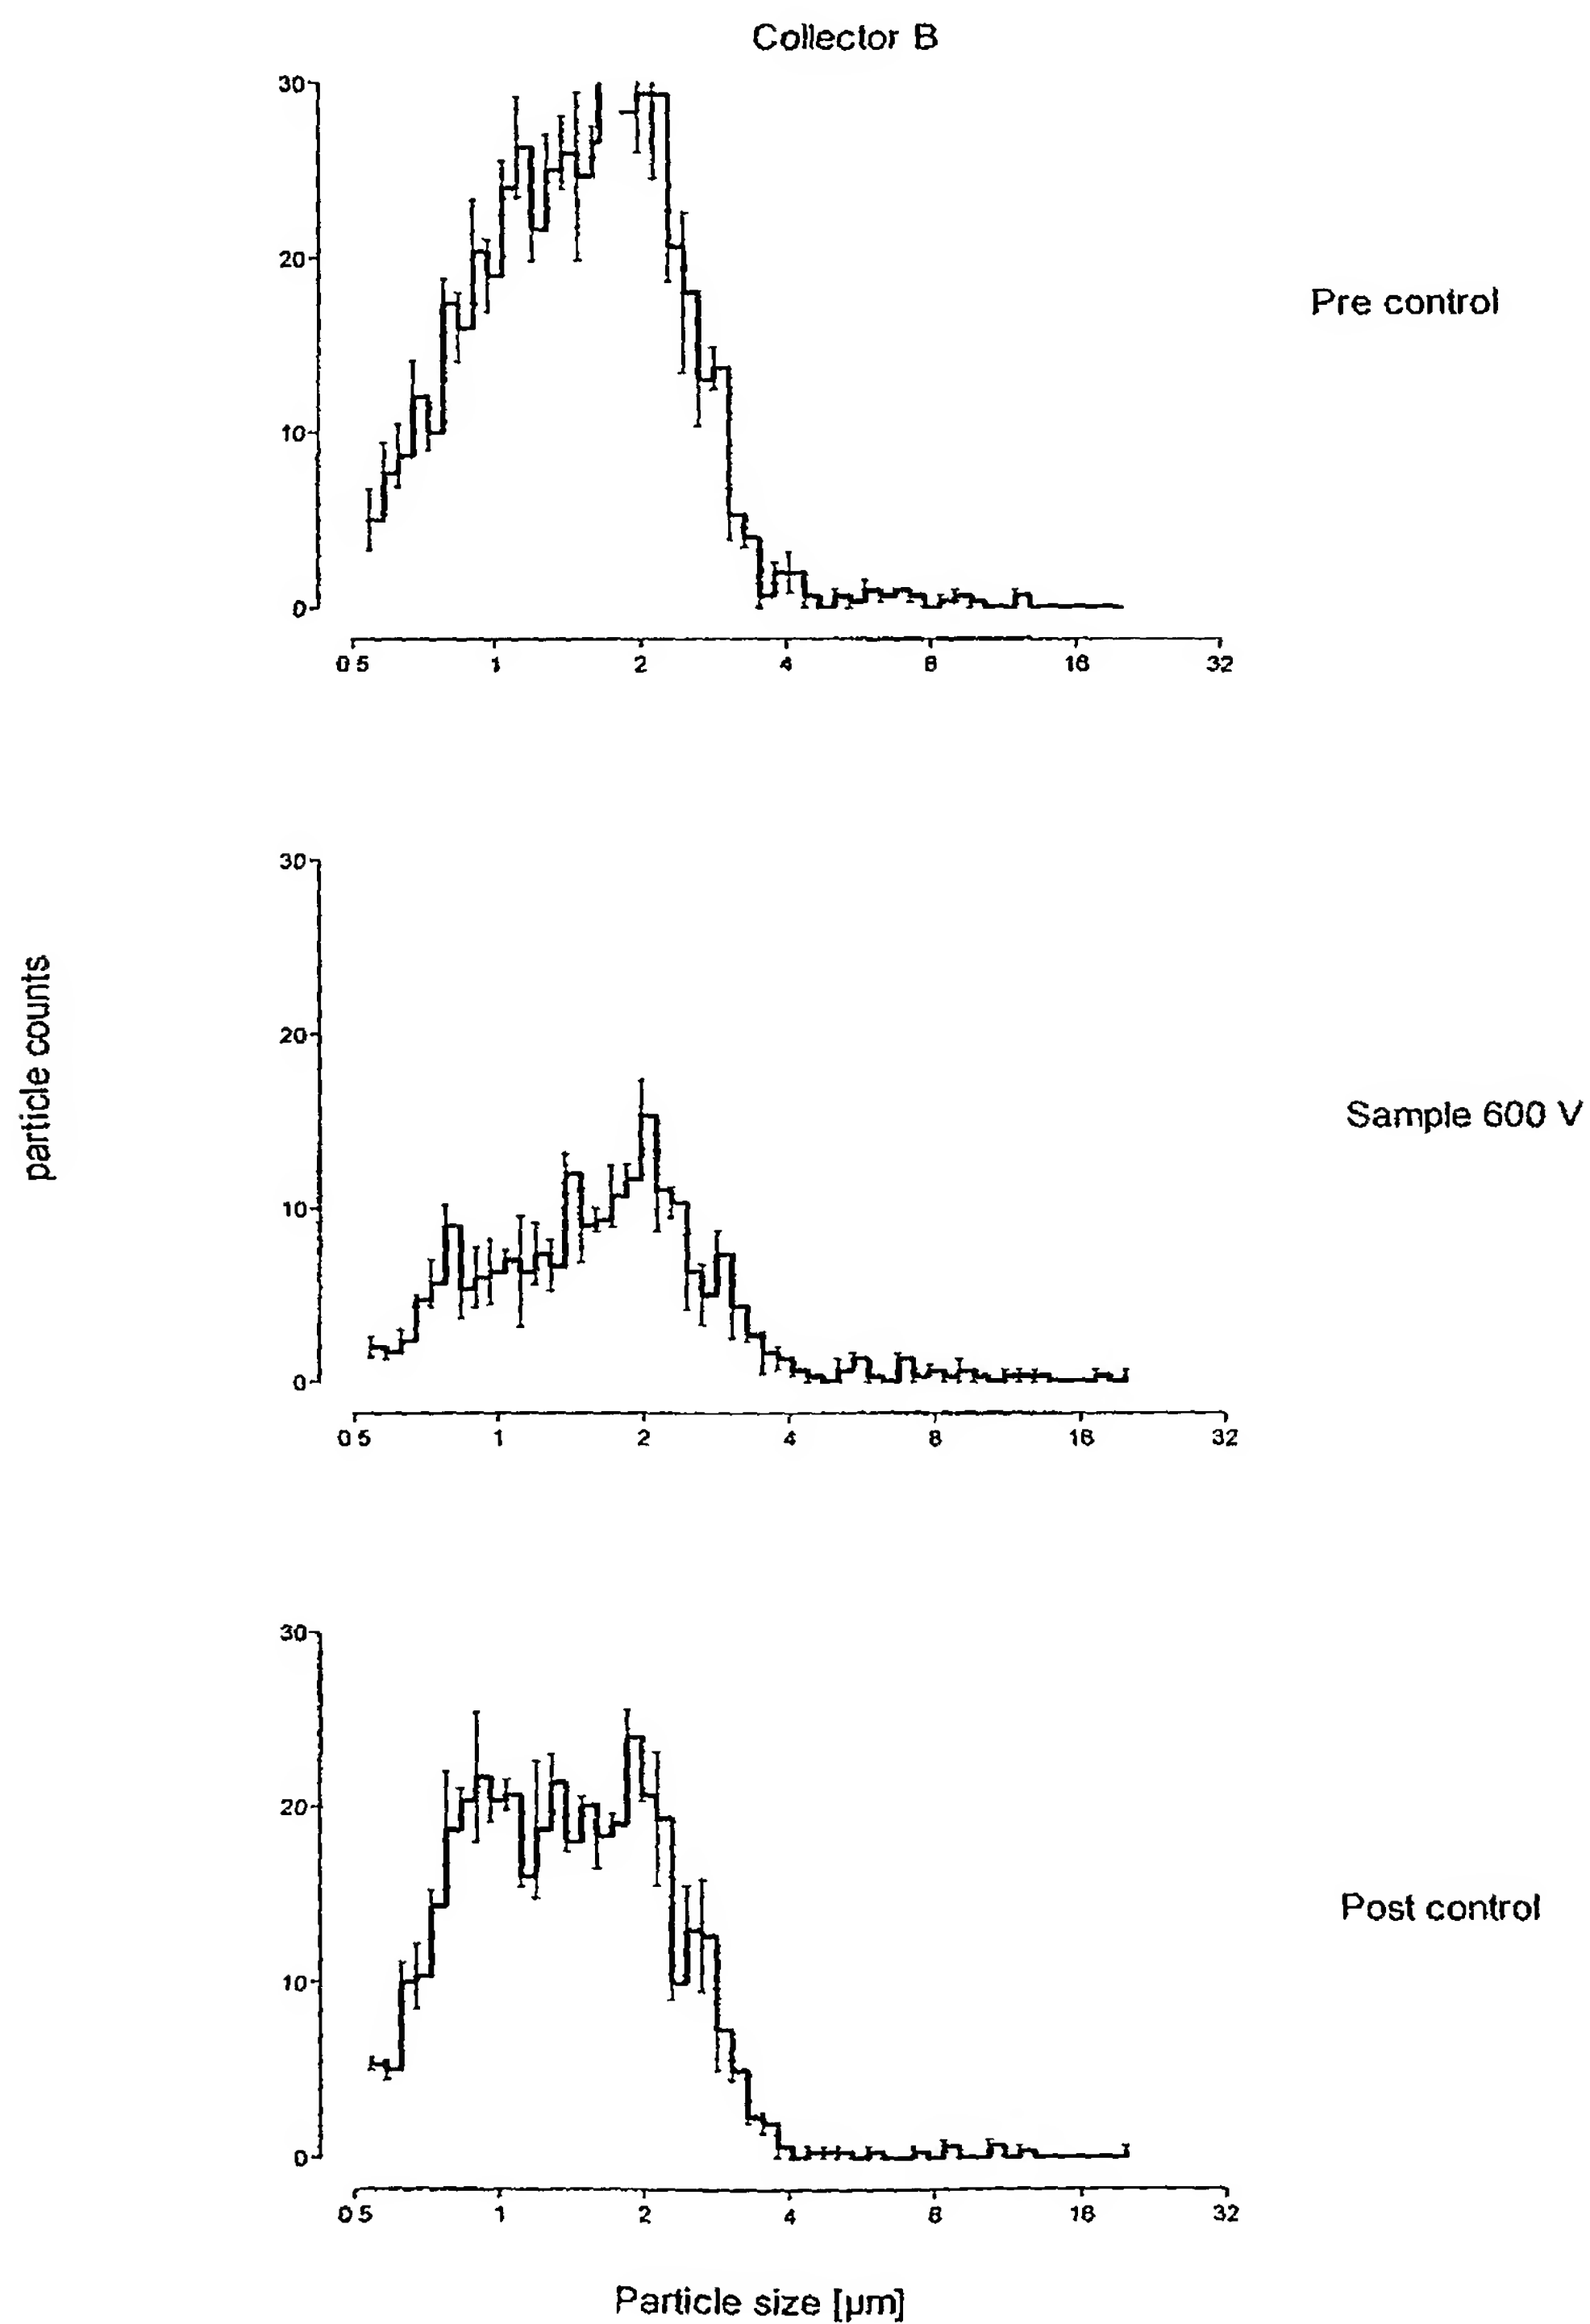 Collector B
30
20
10
0
Pre control
0 5 1 2 4 8 16 32
particle counts
30
20
10
0
Sample 600 V
0 5 1 2 4 8 16 32
30
20
10
0
Post control
0 5 1 2 4 8 16 32
Particle size [µm]